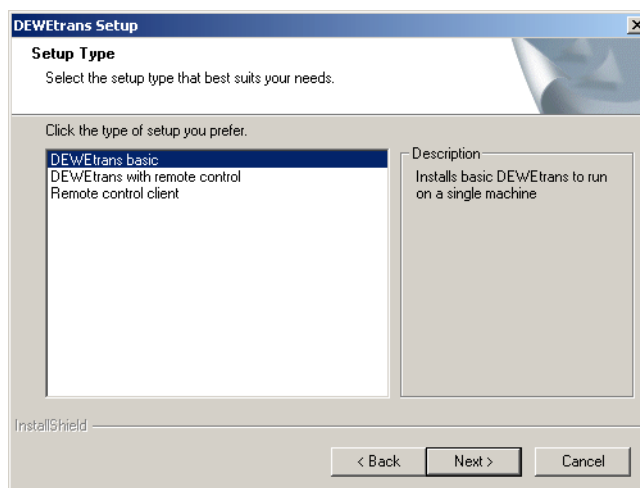 DEWEtrans Setup
Setup Type
Select the setup type that best suits your needs.
Click the type of setup you prefer.
DEWEtrans basic
DEWEtrans with remote control
Remote control client
Description
Installs basic DEWEtrans to run
on a single machine
InstallShield
< Back
Next >
Cancel